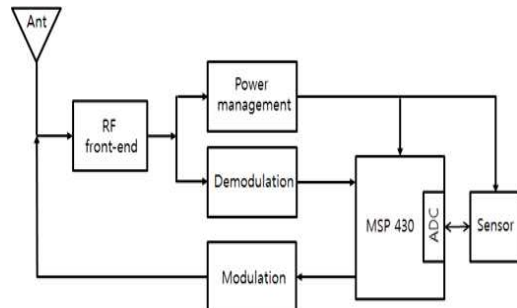 Ant
Power
management
RF
front-end
Demodulation
MSP 430
ADC
Sensor
Modulation